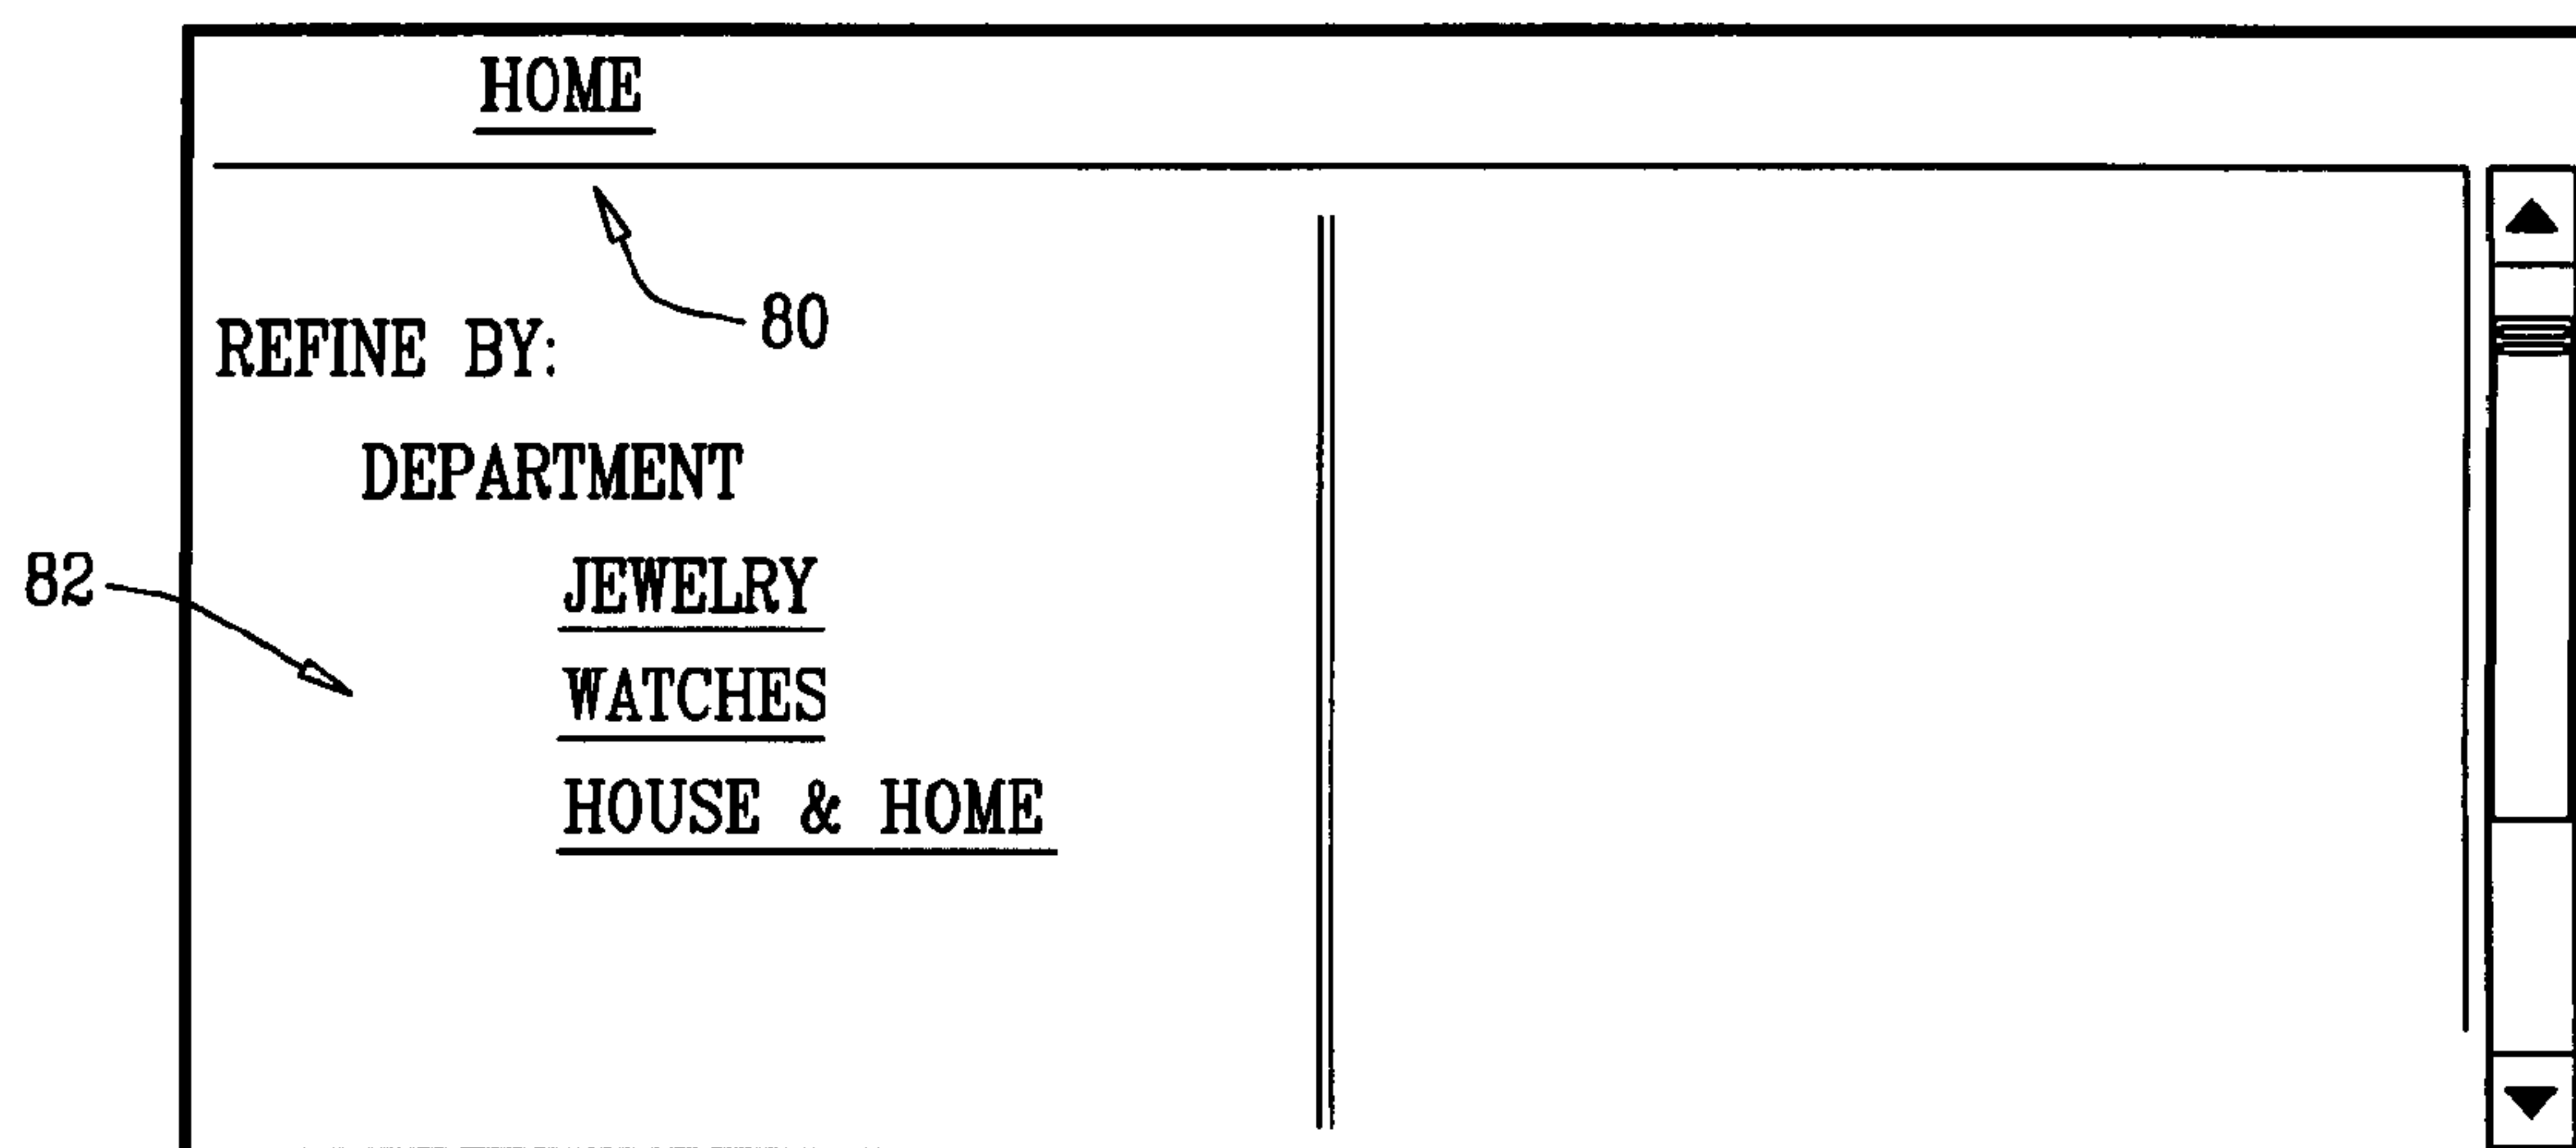 HOME
80
REFINE BY:
DEPARTMENT
82
JEWELRY
WATCHES
HOUSE & HOME